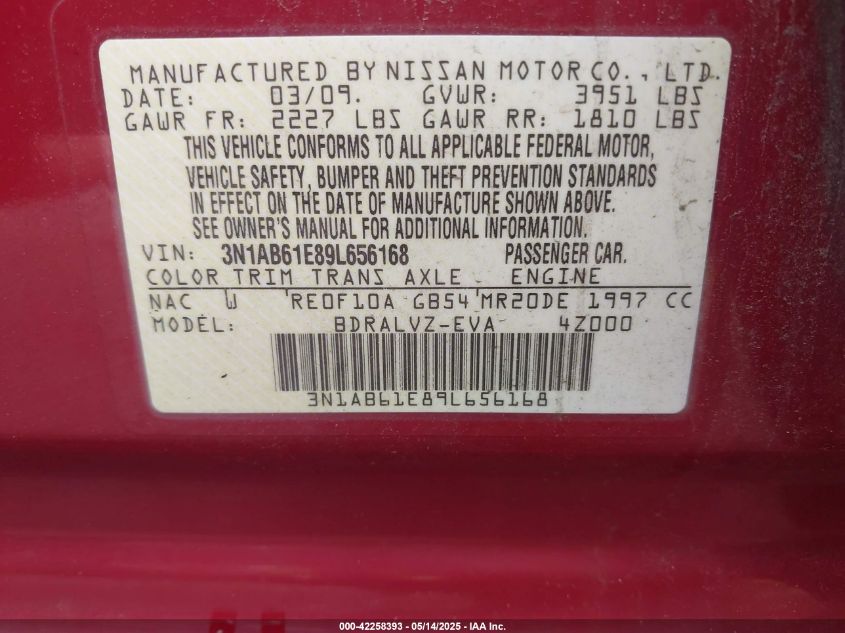 MANUFACTURED BY NISSAN MOTOR CO., LTD.
DATE: 03/09. GVWR: 3951 LBS
GAWR FR: 2227 LBS GAWR RR: 1810 LBS
THIS VEHICLE CONFORMS TO ALL APPLICABLE FEDERAL MOTOR,
VEHICLE SAFETY, BUMPER AND THEFT PREVENTION STANDARDS
IN EFFECT ON THE DATE OF MANUFACTURE SHOWN ABOVE.
SEE OWNER'S MANUAL FOR ADDITIONAL INFORMATION.
VIN: 3N1AB61E89L656168 PASSENGER CAR.
COLOR TRIM TRANS AXLE ENGINE
NAC W RE0F10A GB54 MR20DE 1997 CC
MODEL: BDRALVZ-EVA 4Z000
3N1AB61E89L656168
000-42258393 - 05/14/2025 - IAA Inc.